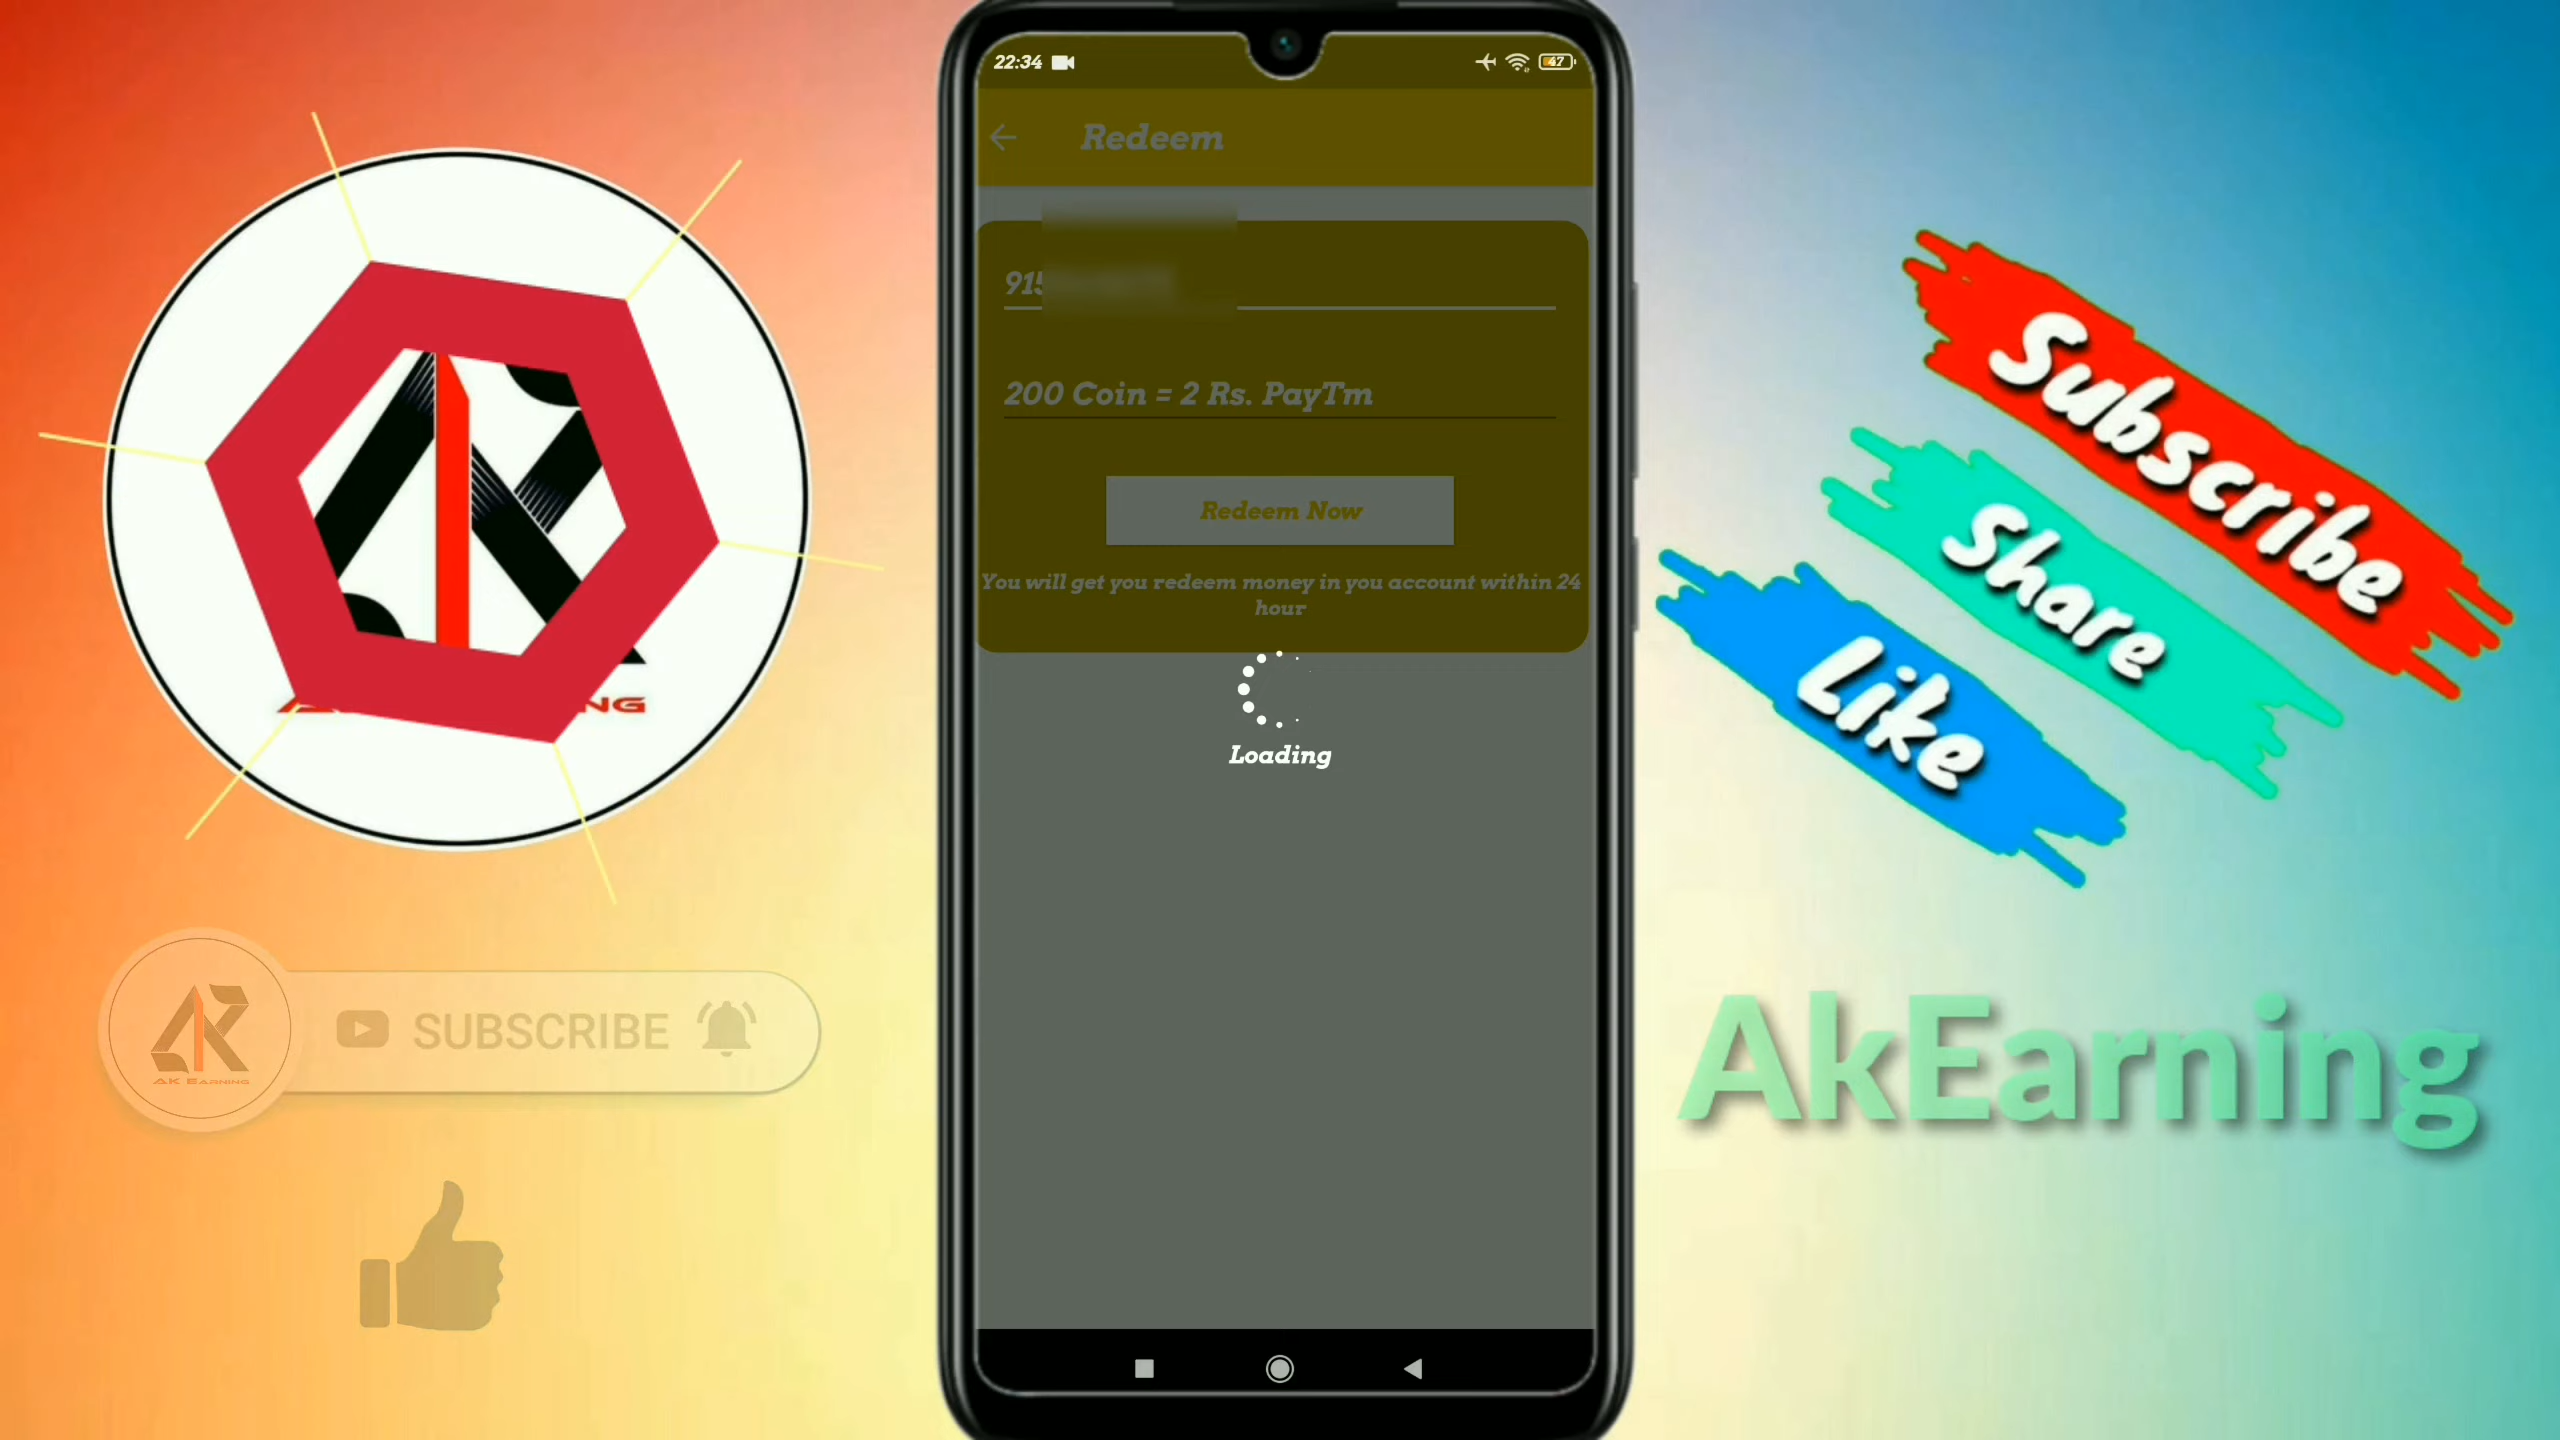 22:34
47
Redeem
915
200 Coin = 2 Rs. PayTm
Redeem Now
You will get you redeem money in you account within 24
hour
Loading
Subscribe
Share
Like
AkEarning
SUBSCRIBE
AK EARNING